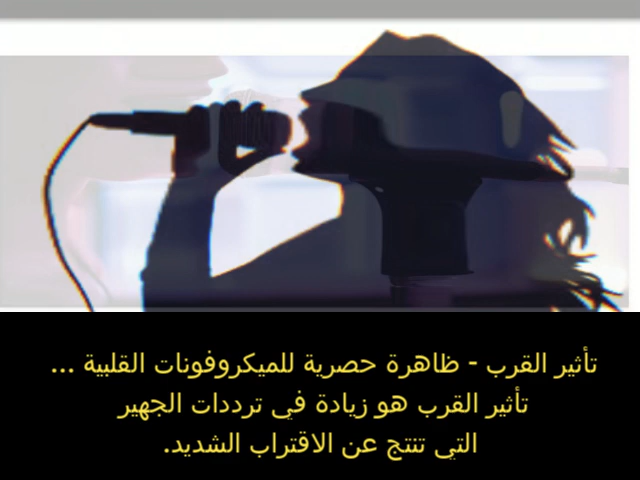 تأثير القرب - ظاهرة حصرية للميكروفونات القلبية ...
تأثير القرب هو زيادة في ترددات الجهير
التي تنتج عن الاقتراب الشديد.